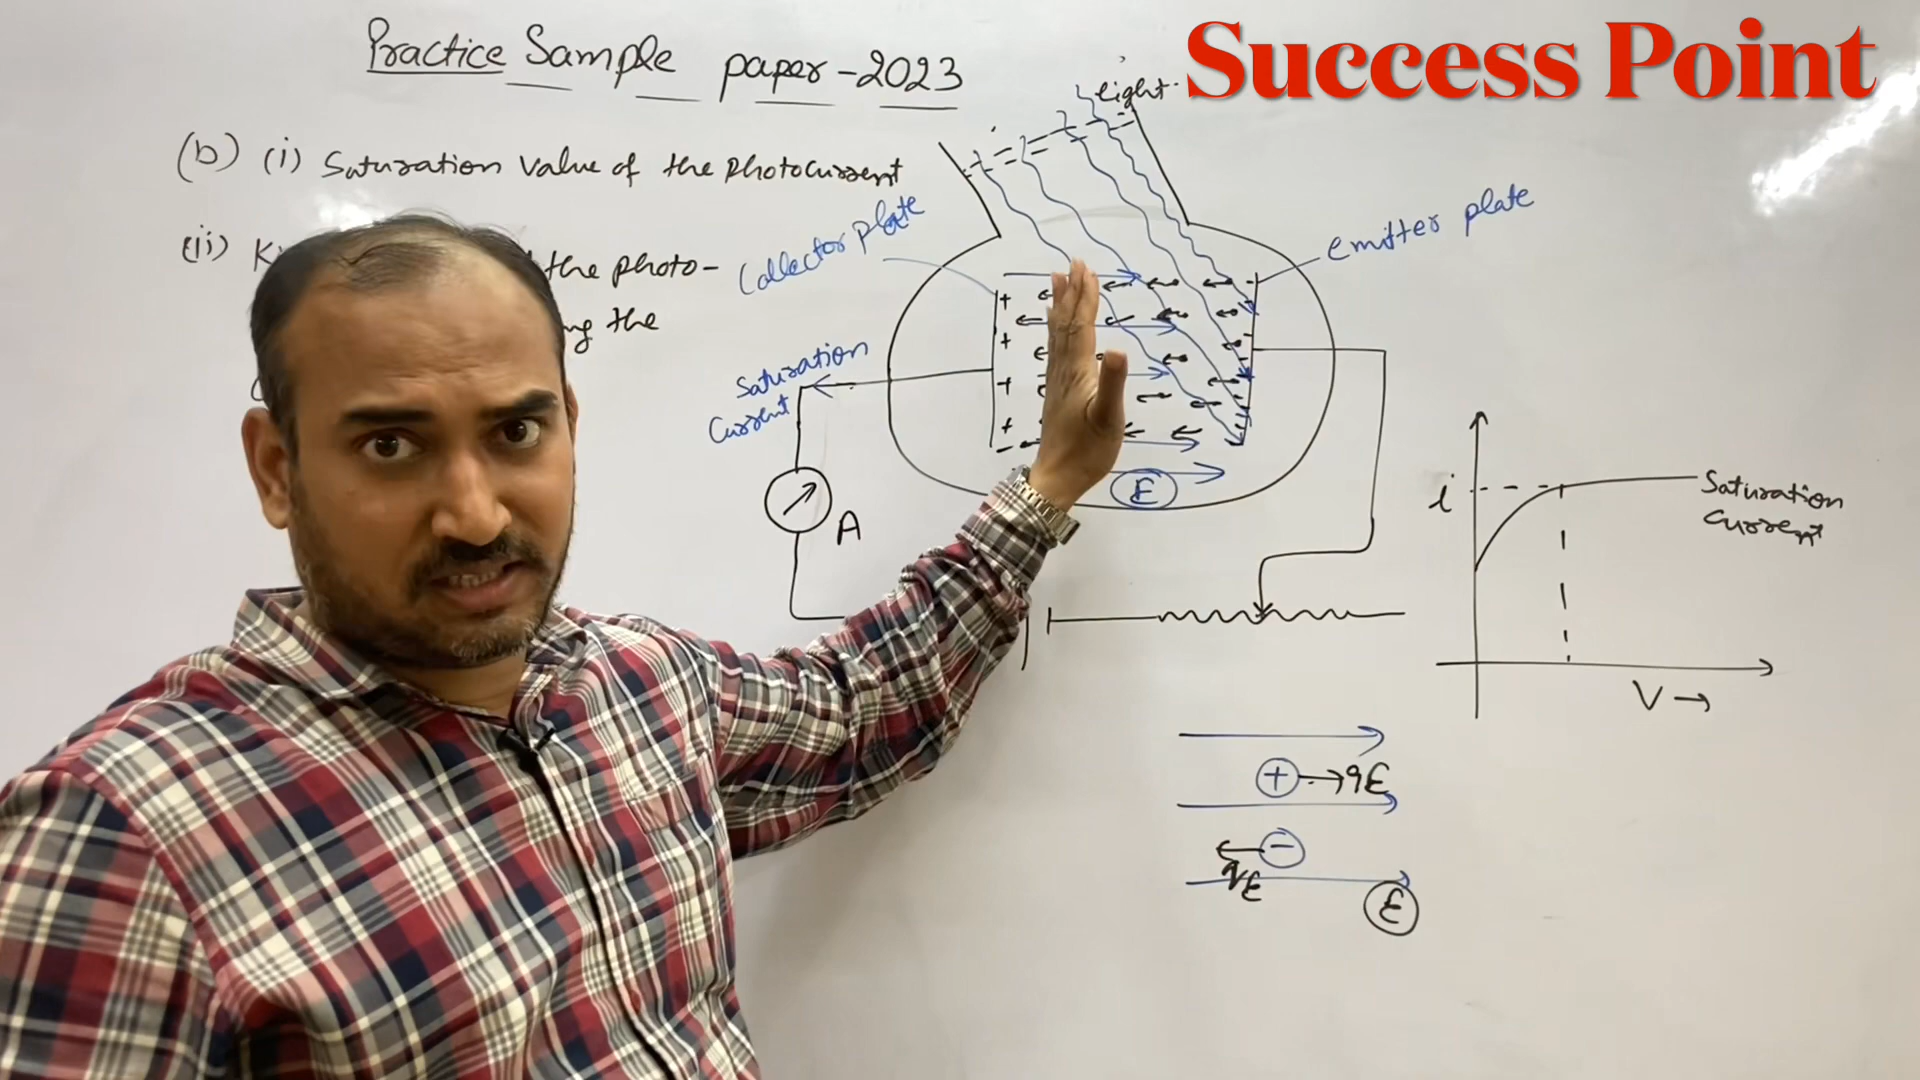 Success Point
Practice Sample paper - 2023
light
(b) (i) Saturation value of the photocurrent
(ii)
the photo-
the
Collector plate
emitter plate
Saturation
Current
A
E
i
Saturation
Current
V →
+ → qE
-
qE
E